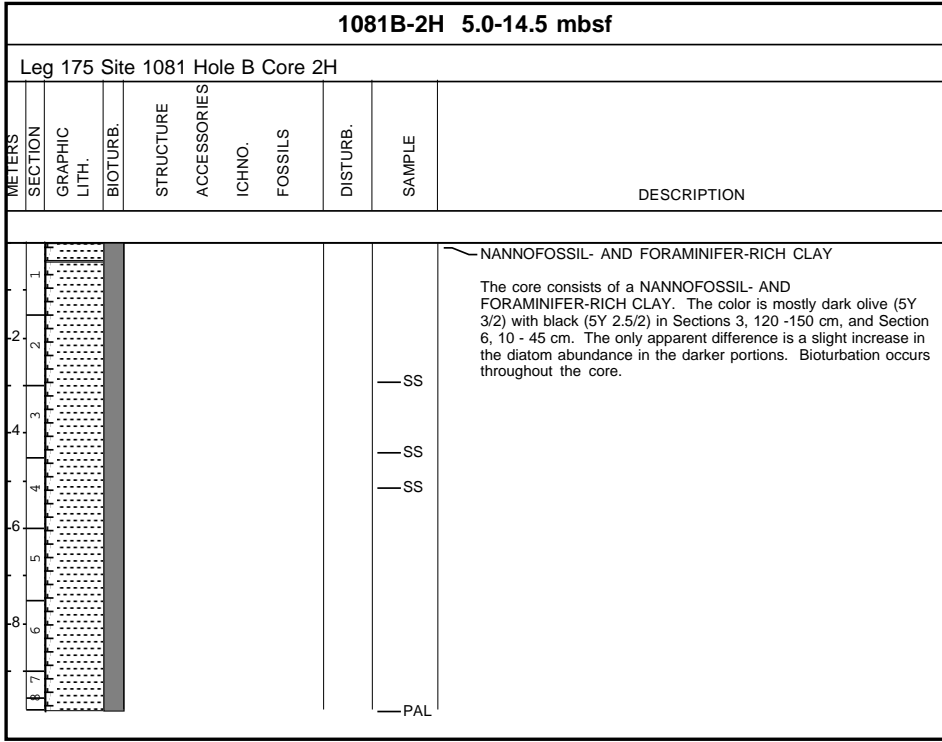 1081B-2H 5.0-14.5 mbsf
Leg 175 Site 1081 Hole B Core 2H
METERS
SECTION
GRAPHIC
LITH.
BIOTURB.
STRUCTURE
ACCESSORIES
ICHNO.
FOSSILS
DISTURB.
SAMPLE
DESCRIPTION
1
2
2
3
4
4
6
5
8
6
7
8
SS
SS
SS
PAL
NANNOFOSSIL- AND FORAMINIFER-RICH CLAY
The core consists of a NANNOFOSSIL- AND
FORAMINIFER-RICH CLAY. The color is mostly dark olive (5Y
3/2) with black (5Y 2.5/2) in Sections 3, 120 -150 cm, and Section
6, 10 - 45 cm. The only apparent difference is a slight increase in
the diatom abundance in the darker portions. Bioturbation occurs
throughout the core.